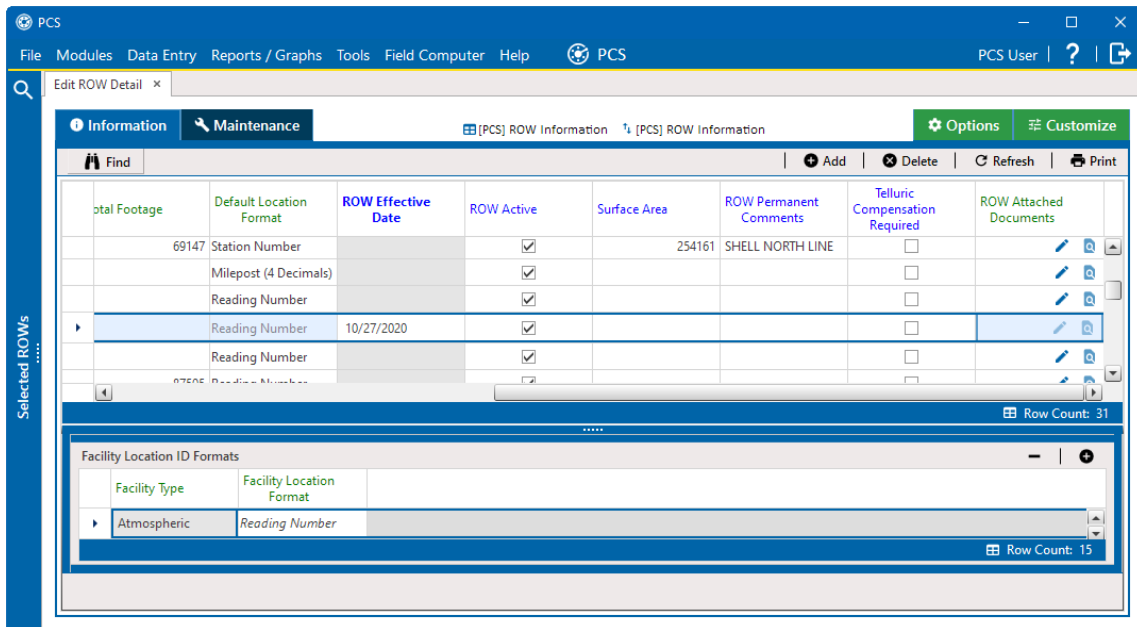 PCS
File Modules Data Entry Reports / Graphs Tools Field Computer Help PCS PCS User | ? |
Edit ROW Detail ×
Information Maintenance [PCS] ROW Information [PCS] ROW Information Options Customize
Find | Add | Delete | Refresh | Print
otal Footage Default Location Format ROW Effective Date ROW Active Surface Area ROW Permanent Comments Telluric Compensation Required ROW Attached Documents
69147 Station Number 254161 SHELL NORTH LINE
Milepost (4 Decimals)
Reading Number
Reading Number 10/27/2020
Reading Number
Selected ROWs
Row Count: 31
Facility Location ID Formats
Facility Type Facility Location Format
Atmospheric Reading Number
Row Count: 15